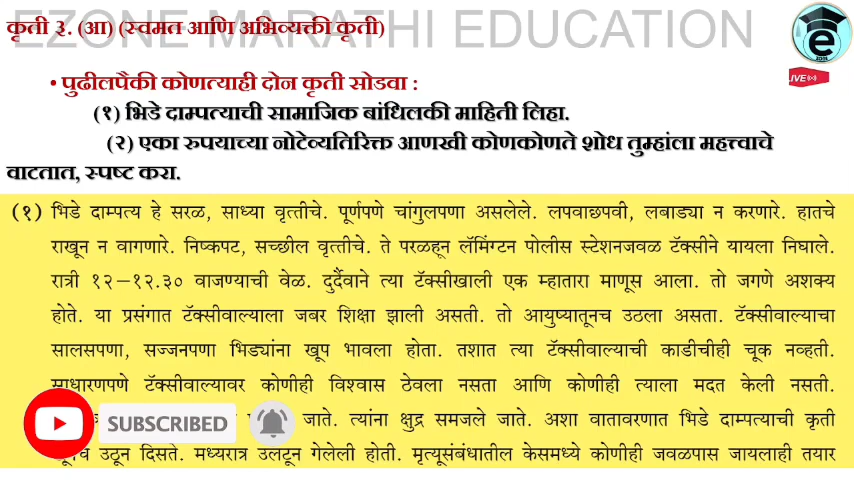 EZONE MARATHI EDUCATION
कृती ३. (आ) (स्वमत आणि अभिव्यक्ती कृती)
e
LIVE
• पुढीलपैकी कोणत्याही दोन कृती सोडवा :
(१) भिडे दाम्पत्याची सामाजिक बांधिलकी माहिती लिहा.
(२) एका रुपयाच्या नोटेव्यतिरिक्त आणखी कोणकोणते शोध तुम्हांला महत्त्वाचे
वाटतात, स्पष्ट करा.
(१) भिडे दाम्पत्य हे सरळ, साध्या वृत्तीचे. पूर्णपणे चांगुलपणा असलेले. लपवाछपवी, लबाड्या न करणारे. हातचे
राखून न वागणारे. निष्कपट, सच्छील वृत्तीचे. ते परळहून लॅमिंग्टन पोलीस स्टेशनजवळ टॅक्सीने यायला निघाले.
रात्री १२–१२.३० वाजण्याची वेळ. दुर्दैवाने त्या टॅक्सीखाली एक म्हातारा माणूस आला. तो जगणे अशक्य
होते. या प्रसंगात टॅक्सीवाल्याला जबर शिक्षा झाली असती. तो आयुष्यातूनच उठला असता. टॅक्सीवाल्याचा
सालसपणा, सज्जनपणा भिड्यांना खूप भावला होता. तशात त्या टॅक्सीवाल्याची काडीचीही चूक नव्हती.
साधारणपणे टॅक्सीवाल्यावर कोणीही विश्वास ठेवला नसता आणि कोणीही त्याला मदत केली नसती.
SUBSCRIBED
जाते. त्यांना क्षुद्र समजले जाते. अशा वातावरणात भिडे दाम्पत्याची कृती
उठून दिसते. मध्यरात्र उलटून गेलेली होती. मृत्यूसंबंधातील केसमध्ये कोणीही जवळपास जायलाही तयार